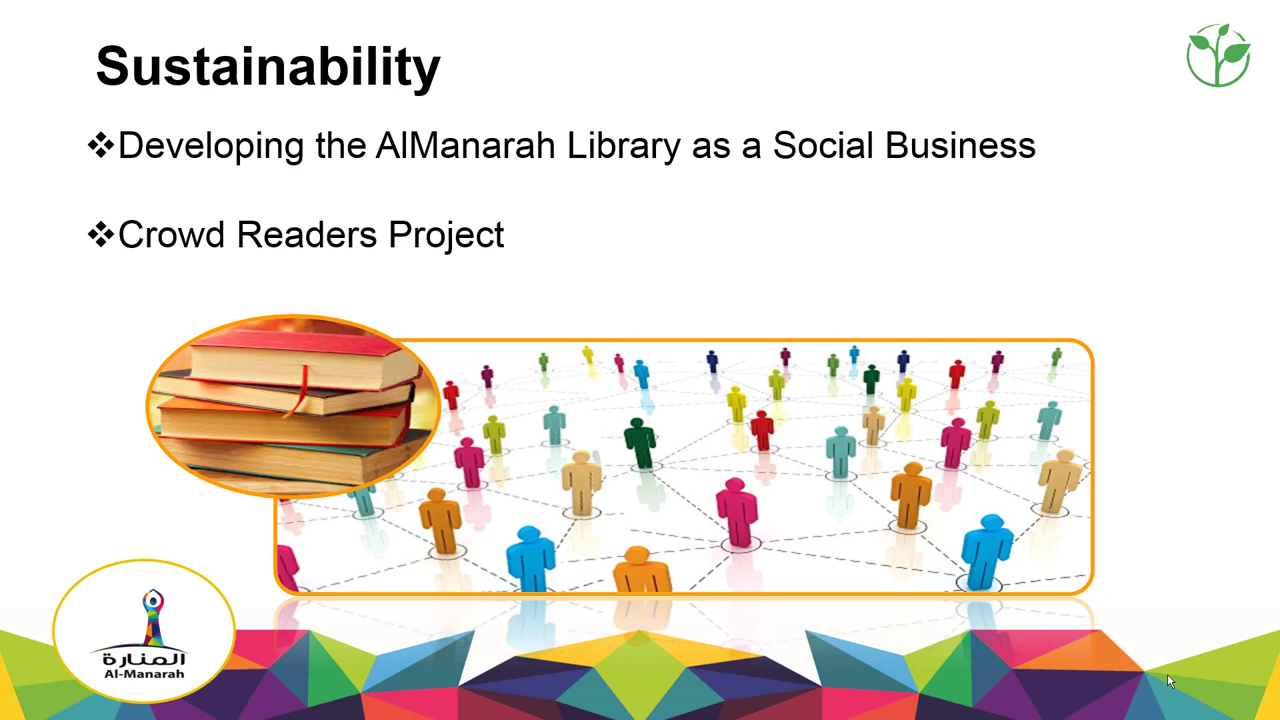 Sustainability
❖Developing the AlManarah Library as a Social Business
❖Crowd Readers Project
المنارة
Al-Manarah